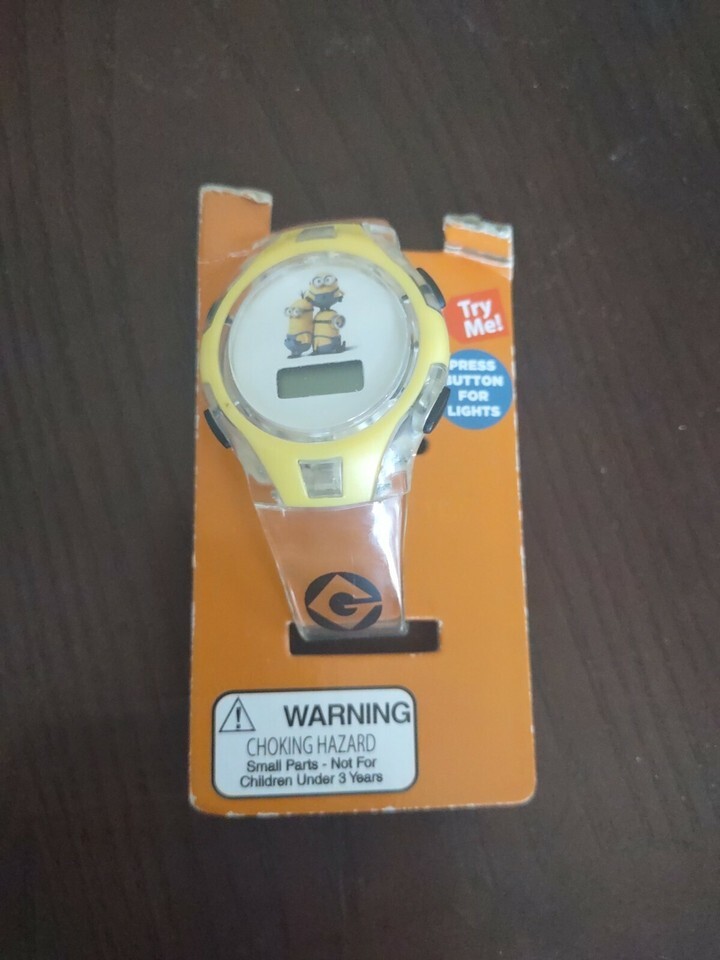 Try
Me!
PRESS
BUTTON
FOR
LIGHTS
G
WARNING
CHOKING HAZARD
Small Parts - Not For
Children Under 3 Years